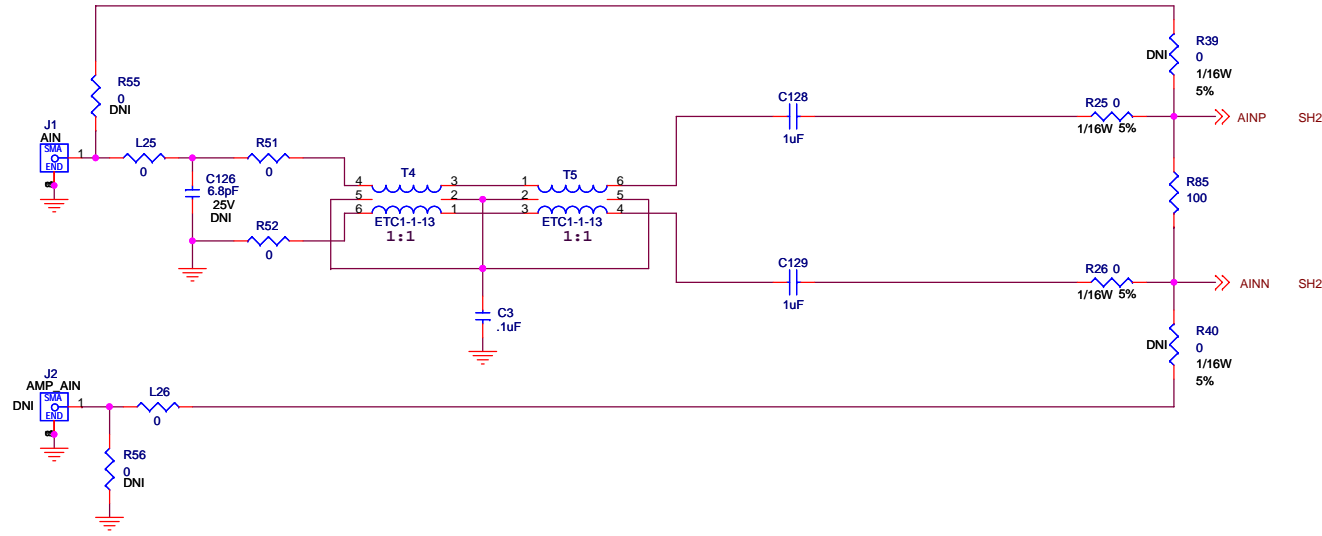 R39
DNI
0
1/16W
5%
R55
0
DNI
C128
1uF
R25 0
1/16W 5%
AINP
SH2
J1
AIN
SMA
END
1
L25
0
R51
0
C126
6.8pF
25V
DNI
R52
0
T4
4
3
5
2
6
1
ETC1-1-13
1:1
T5
1
6
2
5
3
4
ETC1-1-13
1:1
R85
100
C129
1uF
R26 0
1/16W 5%
AINN
SH2
C3
.1uF
R40
DNI
0
1/16W
5%
J2
AMP_AIN
DNI
SMA
END
1
L26
0
R56
0
DNI